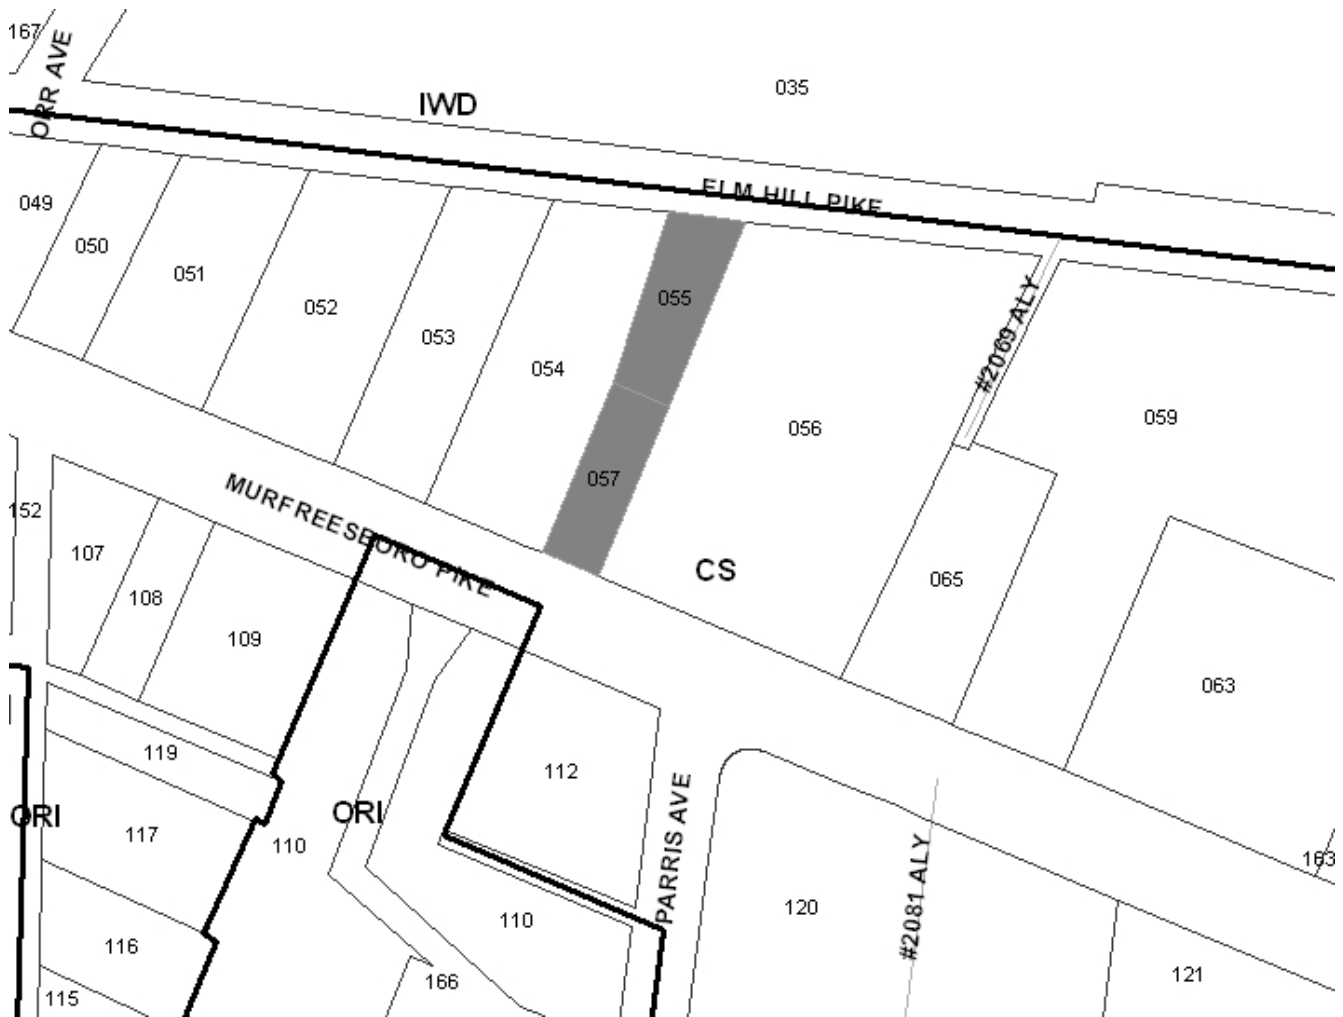 167
ORR AVE
035
IWD
ELM HILL PIKE
049
050
051
052
053
054
055
056
057
#2069 ALY
059
152
MURFREESBORO PIKE
107
108
109
CS
065
063
119
112
ORI
ORI
117
110
PARRIS AVE
#2081 ALY
163
120
110
116
166
115
121